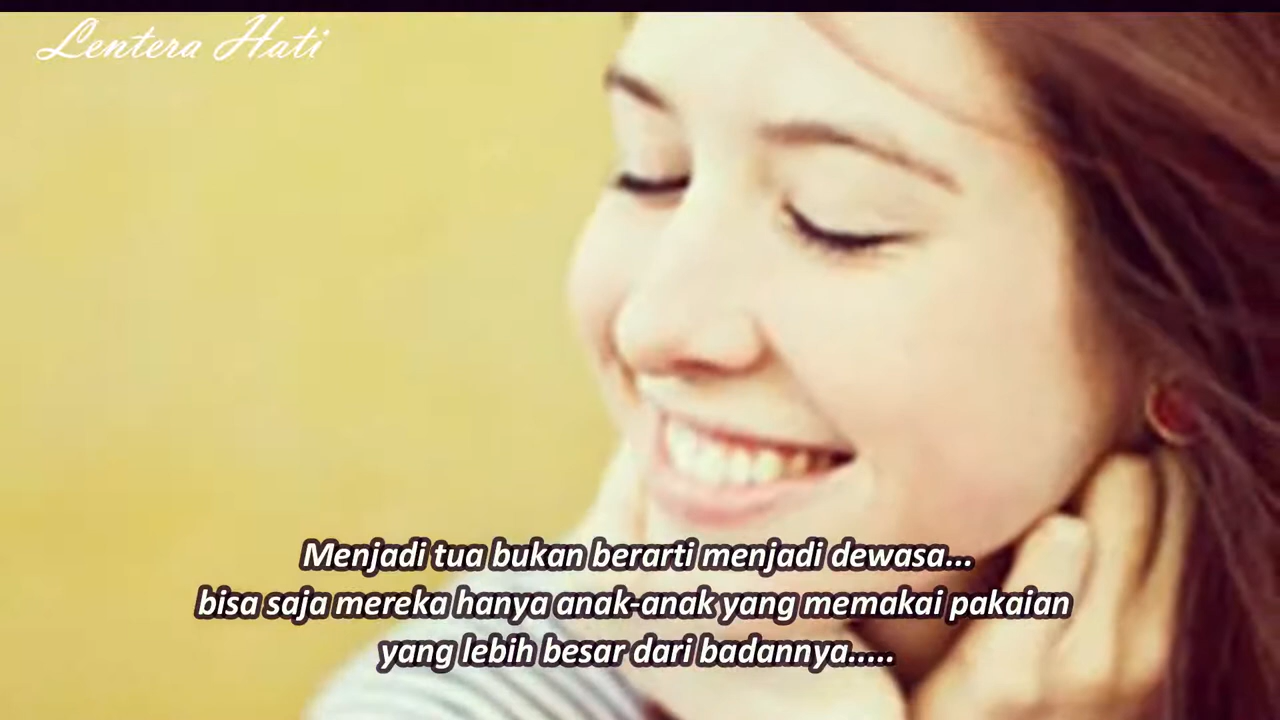 Lentera Hati
Menjadi tua bukan berarti menjadi dewasa...
bisa saja mereka hanya anak-anak yang memakai pakaian
yang lebih besar dari badannya.....